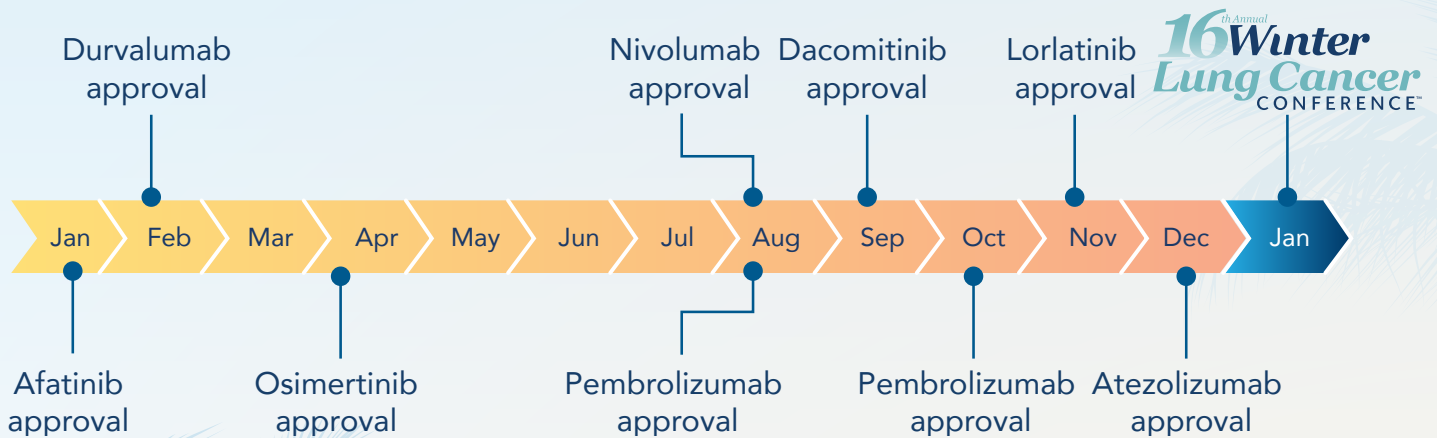 Durvalumab
approval
Nivolumab
approval
Dacomitinib
approval
Lorlatinib
approval
16th Annual
Winter
Lung Cancer
CONFERENCE™
Jan Feb Mar Apr May Jun Jul Aug Sep Oct Nov Dec Jan
Afatinib
approval
Osimertinib
approval
Pembrolizumab
approval
Pembrolizumab
approval
Atezolizumab
approval